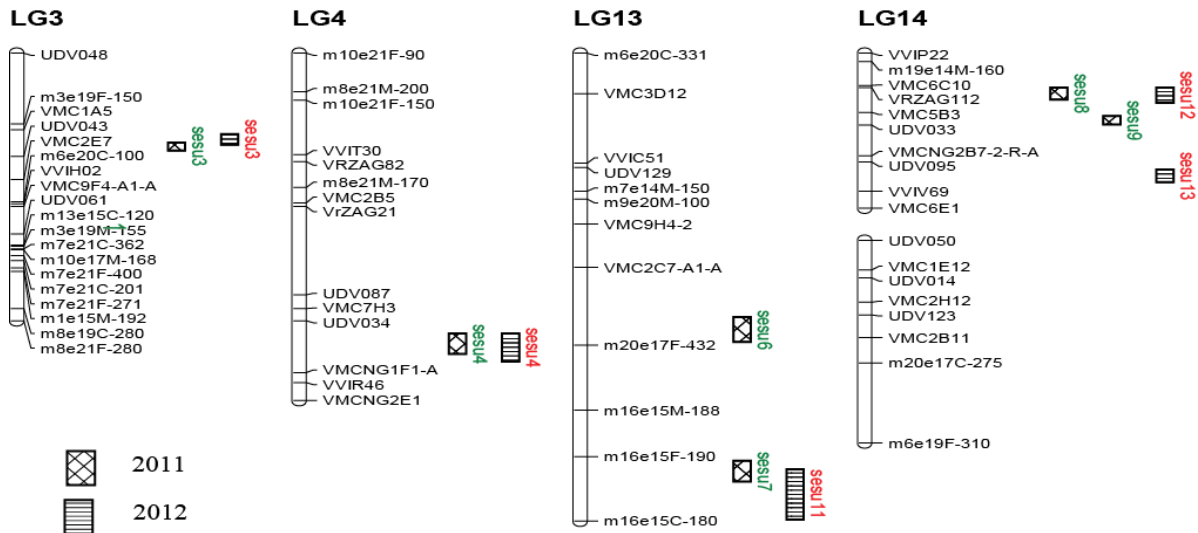 LG3
UDV048
m3e19F-150
VMC1A5
UDV043
VMC2E7
m6e20C-100
VVIH02
VMC9F4-A1-A
UDV061
m13e15C-120
m3e19M-155
m7e21C-362
m10e17M-168
m7e21F-400
m7e21C-201
m7e21F-271
m1e15M-192
m8e19C-280
m8e21F-280
sesu3
sesu3
LG4
m10e21F-90
m8e21M-200
m10e21F-150
VVIT30
VRZAG82
m8e21M-170
VMC2B5
VrZAG21
UDV087
VMC7H3
UDV034
VMCNG1F1-A
VVIR46
VMCNG2E1
sesu4
sesu4
LG13
m6e20C-331
VMC3D12
VVIC51
UDV129
m7e14M-150
m9e20M-100
VMC9H4-2
VMC2C7-A1-A
m20e17F-432
m16e15M-188
m16e15F-190
m16e15C-180
sesu6
sesu7
sesu11
LG14
VVIP22
m19e14M-160
VMC6C10
VRZAG112
VMC5B3
UDV033
VMCNG2B7-2-R-A
UDV095
VVIV69
VMC6E1
UDV050
VMC1E12
UDV014
VMC2H12
UDV123
VMC2B11
m20e17C-275
m6e19F-310
sesu8
sesu9
sesu12
sesu13
2011
2012